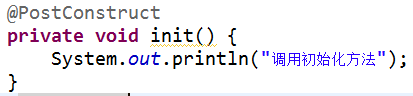 @PostConstruct
private void init() {
    System.out.println("调用初始化方法");
}